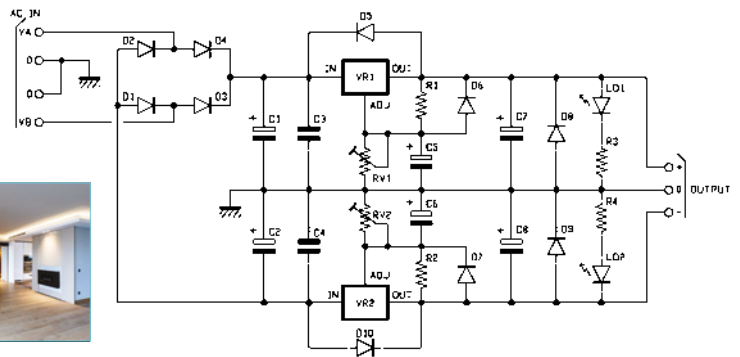 AC IN
VA
0
0
VB
D2
D4
D1
D3
D5
IN
VR1
OUT
ADJ
R1
D6
+
C1
C3
RV1
+
C5
+
C7
D8
LD1
R3
+
0
-
OUTPUT
RV2
C6
R4
+
C2
C4
ADJ
R2
D7
+
C8
D9
LD2
IN
VR2
OUT
D10